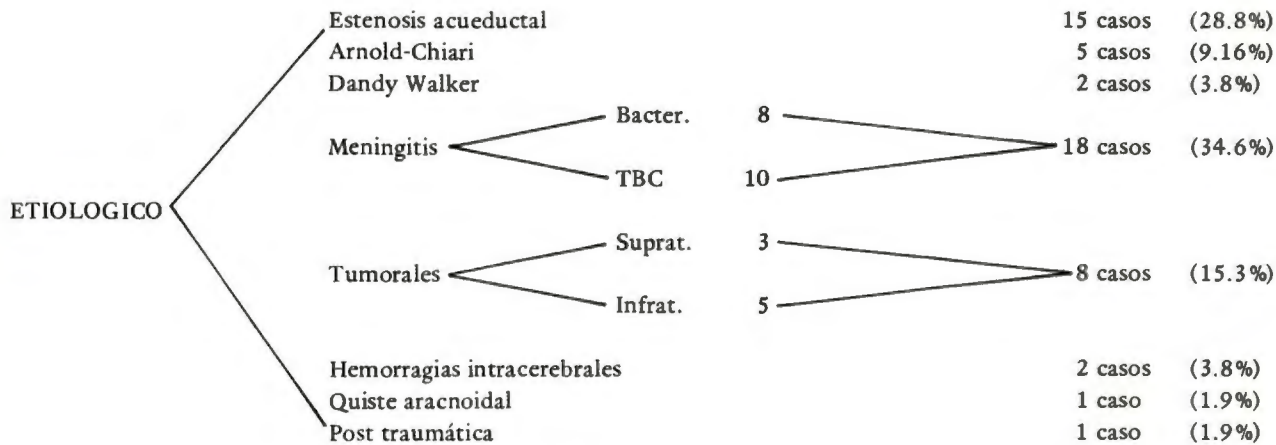 Estenosis acueductal 15 casos (28.8%)
Arnold-Chiari 5 casos (9.16%)
Dandy Walker 2 casos (3.8%)
Bacter. 8
Meningitis 18 casos (34.6%)
TBC 10
ETIOLOGICO
Suprat. 3
Tumorales 8 casos (15.3%)
Infrat. 5
Hemorragias intracerebrales 2 casos (3.8%)
Quiste aracnoidal 1 caso (1.9%)
Post traumática 1 caso (1.9%)